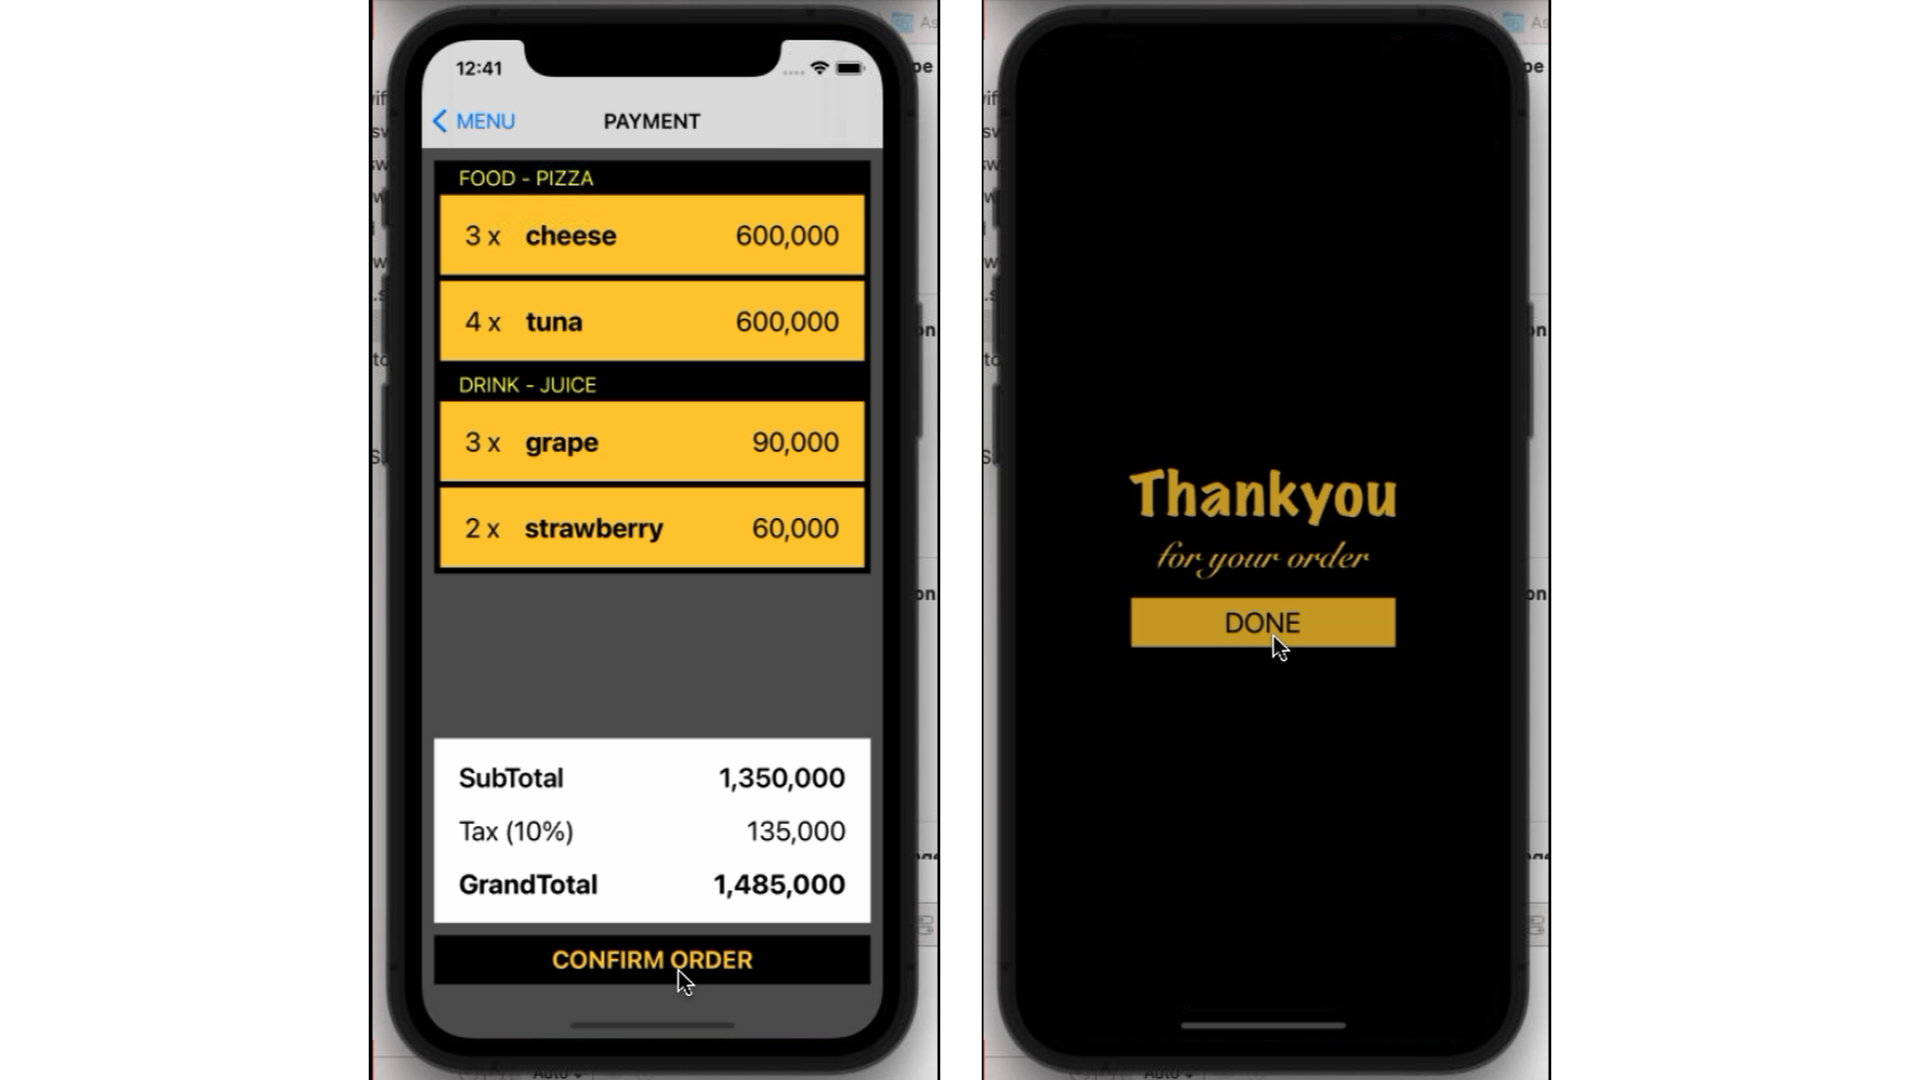 12:41
MENU PAYMENT
FOOD - PIZZA
3 x cheese 600,000
4 x tuna 600,000
DRINK - JUICE
3 x grape 90,000
2 x strawberry 60,000
SubTotal 1,350,000
Tax (10%) 135,000
GrandTotal 1,485,000
CONFIRM ORDER
Thankyou
for your order
DONE